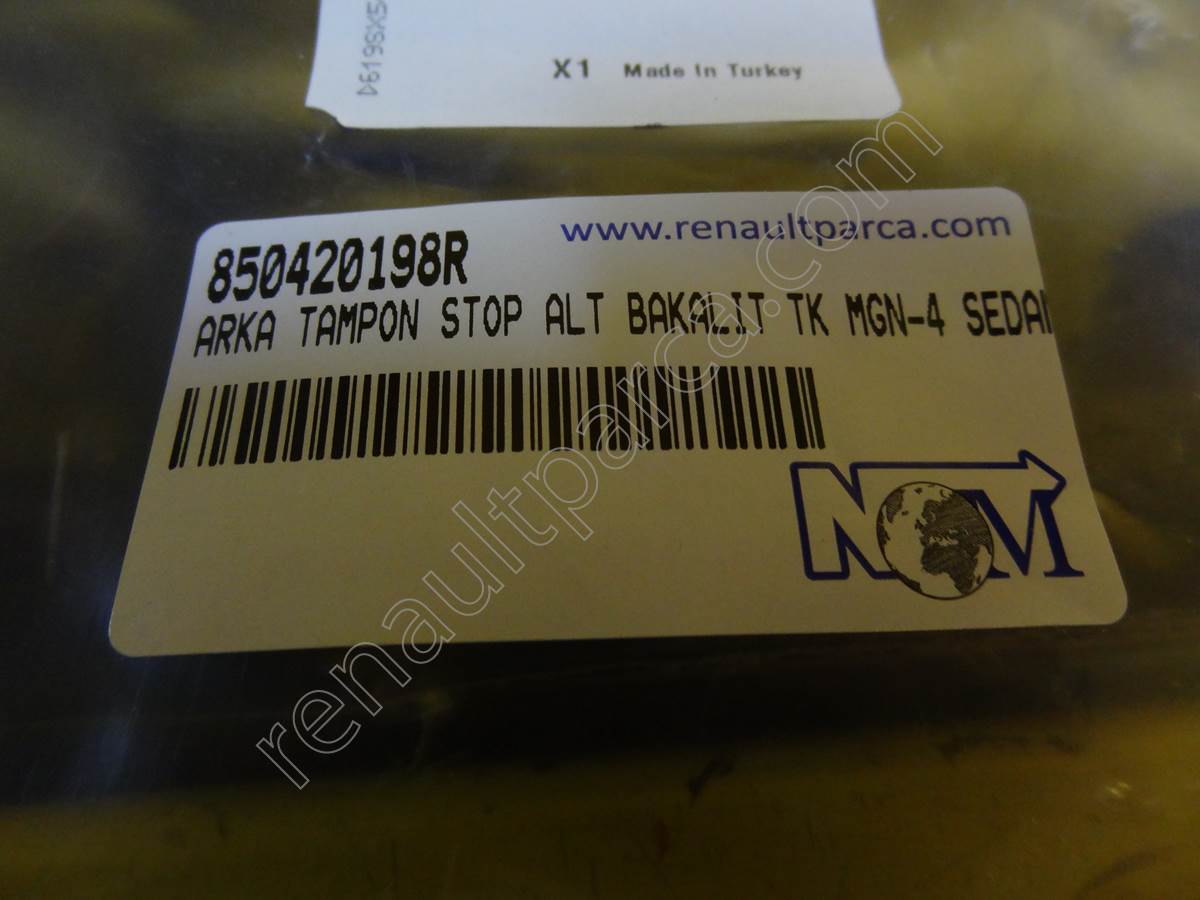 X1 Made In Turkey
www.renaultparca.com
850420198R
ARKA TAMPON STOP ALT BAKALIT TK MGN-4 SEDAN
NOM
renaultparca.com